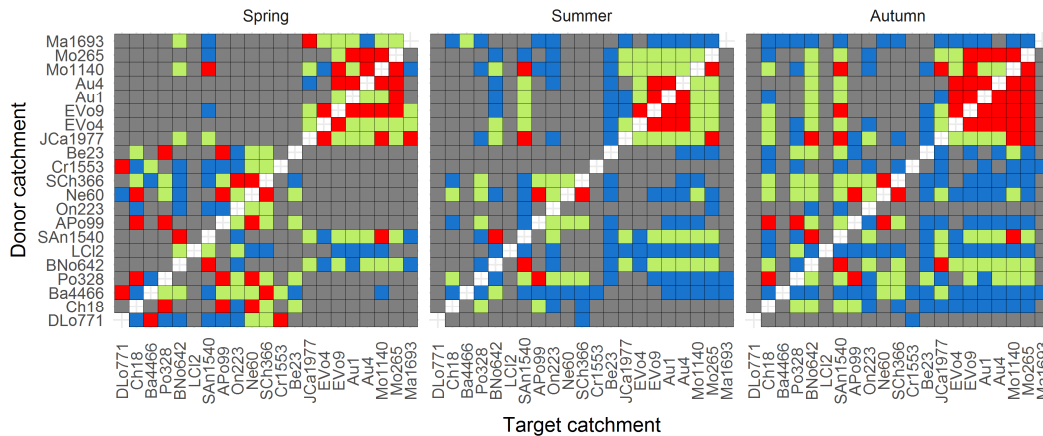 Spring Summer Autumn
Donor catchment
Ma1693
Mo265
Mo1140
Au4
Au1
EVo9
EVo4
JCa1977
Be23
Cr1553
SCh366
Ne60
On223
APo99
SAn1540
LCl2
BNo642
Po328
Ba4466
Ch18
DLo771
DLo771 Ch18 Ba4466 Po328 BNo642 LCl2 SAn1540 APo99 On223 Ne60 SCh366 Cr1553 Be23 JCa1977 EVo4 EVo9 Au1 Au4 Mo1140 Mo265 Ma1693
DLo771 Ch18 Ba4466 Po328 BNo642 LCl2 SAn1540 APo99 On223 Ne60 SCh366 Cr1553 Be23 JCa1977 EVo4 EVo9 Au1 Au4 Mo1140 Mo265 Ma1693
DLo771 Ch18 Ba4466 Po328 BNo642 LCl2 SAn1540 APo99 On223 Ne60 SCh366 Cr1553 Be23 JCa1977 EVo4 EVo9 Au1 Au4 Mo1140 Mo265 Ma1693
Target catchment